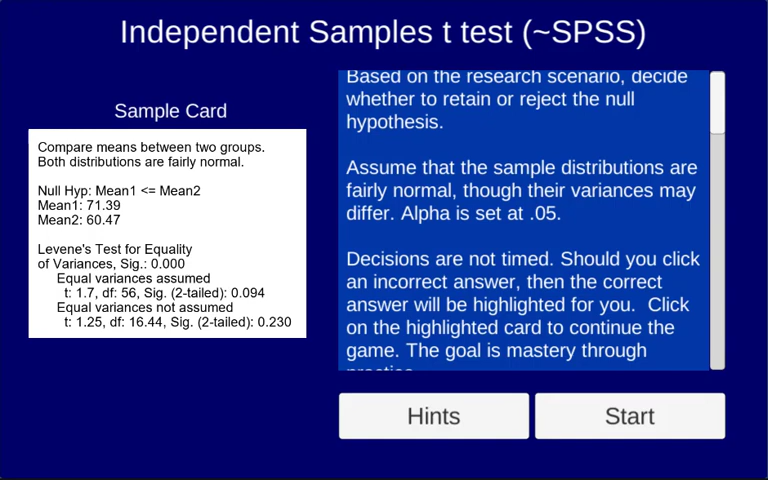 Independent Samples t test (~SPSS)
Sample Card
Compare means between two groups.
Both distributions are fairly normal.
Null Hyp: Mean1 <= Mean2
Mean1: 71.39
Mean2: 60.47
Levene's Test for Equality
of Variances, Sig.: 0.000
Equal variances assumed
t: 1.7, df: 56, Sig. (2-tailed): 0.094
Equal variances not assumed
t: 1.25, df: 16.44, Sig. (2-tailed): 0.230
Based on the research scenario, decide
whether to retain or reject the null
hypothesis.
Assume that the sample distributions are
fairly normal, though their variances may
differ. Alpha is set at .05.
Decisions are not timed. Should you click
an incorrect answer, then the correct
answer will be highlighted for you.  Click
on the highlighted card to continue the
game. The goal is mastery through
Hints
Start